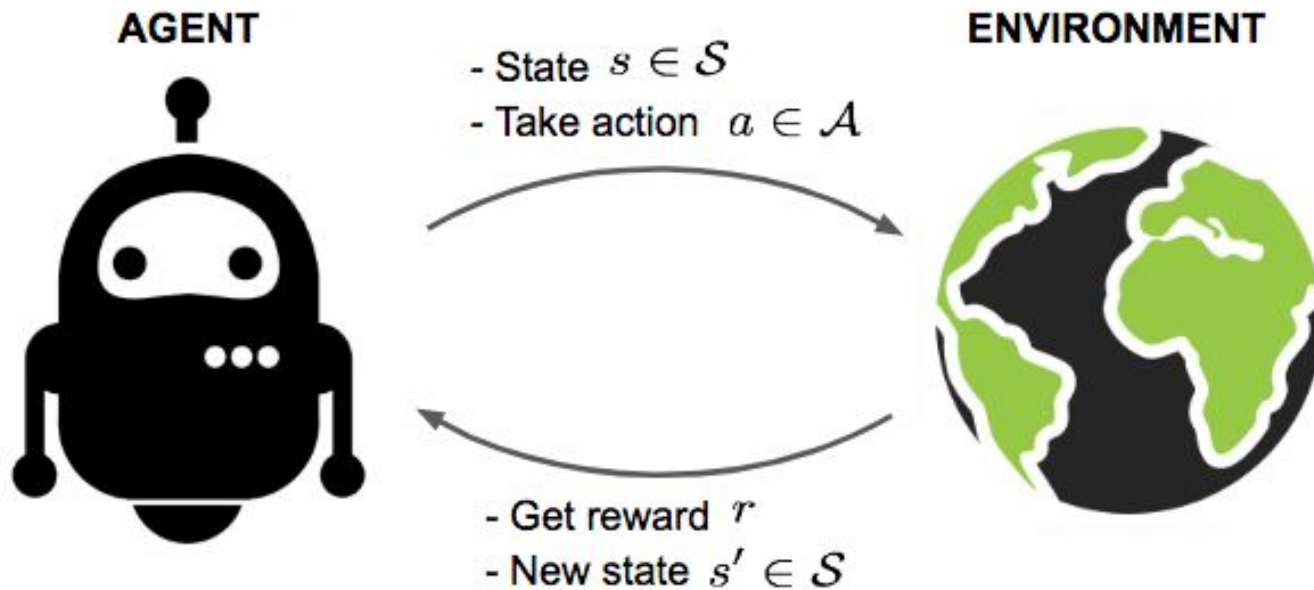 AGENT
ENVIRONMENT
- State s ∈ 𝒮
- Take action a ∈ 𝒜
- Get reward r
- New state s′ ∈ 𝒮